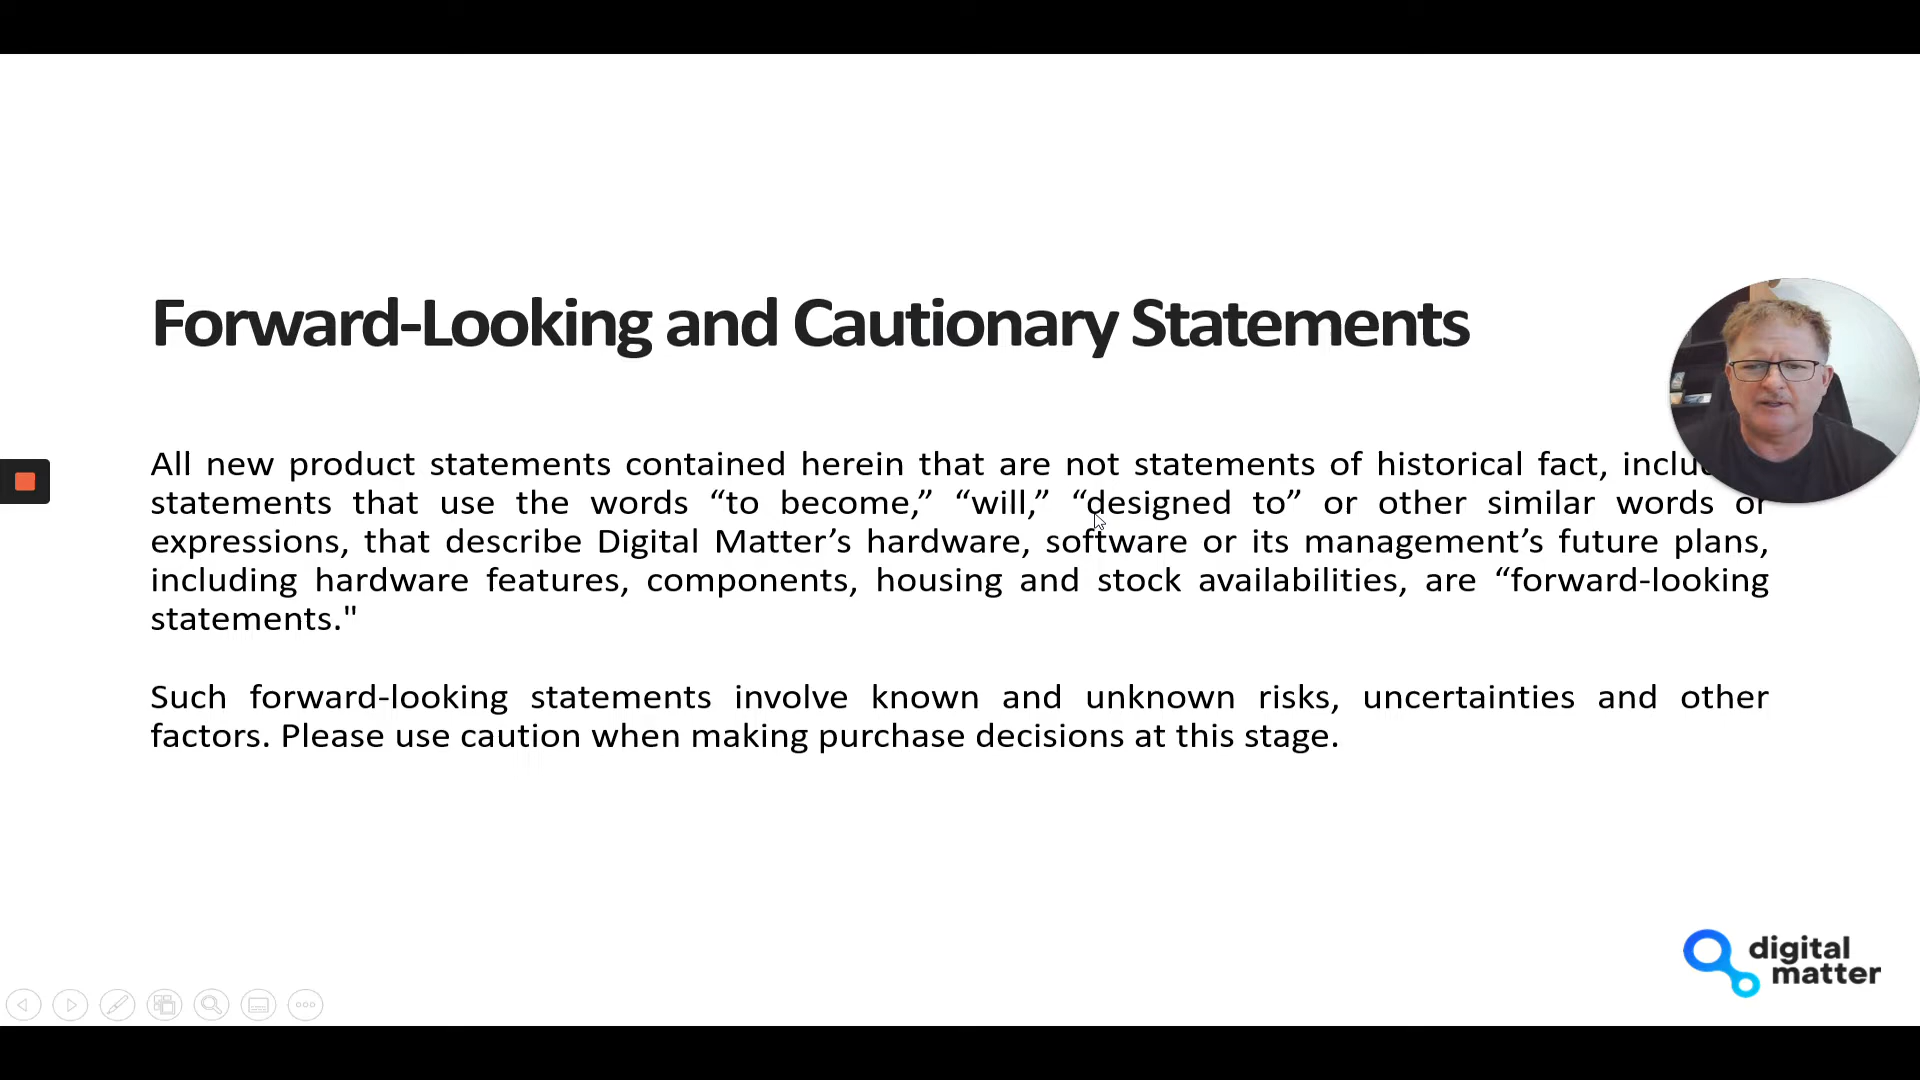 Forward-Looking and Cautionary Statements
All new product statements contained herein that are not statements of historical fact,
statements that use the words “to become,” “will,” “designed to” or other similar words or
expressions, that describe Digital Matter’s hardware, software or its management’s future plans,
including hardware features, components, housing and stock availabilities, are “forward-looking
statements."
Such forward-looking statements involve known and unknown risks, uncertainties and other
factors. Please use caution when making purchase decisions at this stage.
digital
matter